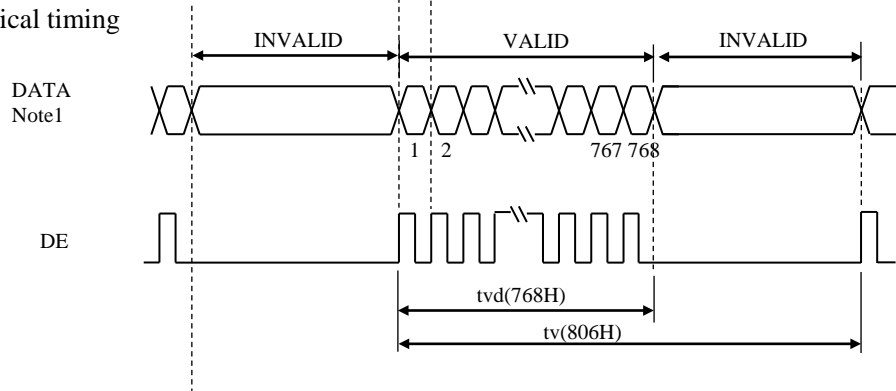 ical timing
INVALID VALID INVALID
DATA
Note1
1 2 767 768
DE
tvd(768H)
tv(806H)